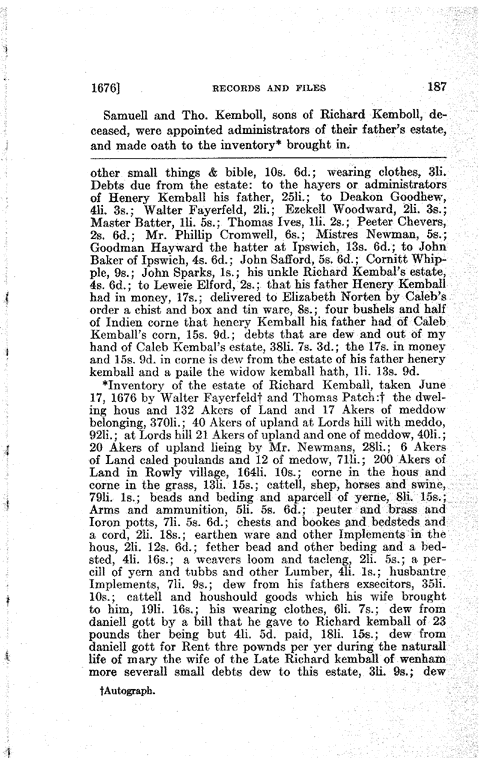 1676] RECORDS AND FILES 187
Samuell and Tho. Kemboll, sons of Richard Kemboll, de-
ceased, were appointed administrators of their father's estate,
and made oath to the inventory* brought in.
other small things & bible, 10s. 6d.; wearing clothes, 3li.
Debts due from the estate: to the hayers or administrators
of Henery Kemball his father, 25li.; to Deakon Goodhew,
4li. 3s.; Walter Fayerfeld, 2li.; Ezekell Woodward, 2li. 3s.;
Master Batter, 1li. 5s.; Thomas Ives, 1li. 2s.; Peeter Chevers,
2s. 6d.; Mr. Phillip Cromwell, 6s.; Mistres Newman, 5s.;
Goodman Hayward the hatter at Ipswich, 13s. 6d.; to John
Baker of Ipswich, 4s. 6d.; John Safford, 5s. 6d.; Cornitt Whip-
ple, 9s.; John Sparks, 1s.; his unkle Richard Kembal's estate,
4s. 6d.; to Leweie Elford, 2s.; that his father Henery Kemball
had in money, 17s.; delivered to Elizabeth Norten by Caleb's
order a chist and box and tin ware, 8s.; four bushels and half
of Indien corne that henery Kemball his father had of Caleb
Kemball's corn, 15s. 9d.; debts that are dew and out of my
hand of Caleb Kembal's estate, 38li. 7s. 3d.; the 17s. in money
and 15s. 9d. in corne is dew from the estate of his father henery
kemball and a paile the widow kemball hath, 1li. 13s. 9d.
*Inventory of the estate of Richard Kemball, taken June
17, 1676 by Walter Fayerfeld† and Thomas Patch:† the dwel-
ing hous and 132 Akers of Land and 17 Akers of meddow
belonging, 370li.; 40 Akers of upland at Lords hill with meddo,
92li.; at Lords hill 21 Akers of upland and one of meddow, 40li.;
20 Akers of upland lieing by Mr. Newmans, 28li.; 6 Akers
of Land caled poulands and 12 of medow, 71li.; 200 Akers of
Land in Rowly village, 164li. 10s.; corne in the hous and
corne in the grass, 13li. 15s.; cattell, shep, horses and swine,
79li. 1s.; beads and beding and aparcell of yerne, 8li. 15s.;
Arms and ammunition, 5li. 5s. 6d.; peuter and brass and
Ioron potts, 7li. 5s. 6d.; chests and bookes and bedsteds and
a cord, 2li. 18s.; earthen ware and other Implements in the
hous, 2li. 12s. 6d.; fether bead and other beding and a bed-
sted, 4li. 16s.; a weavers loom and tacleng, 2li. 5s.; a per-
cill of yern and tubbs and other Lumber, 4li. 1s.; husbantre
Implements, 7li. 9s.; dew from his fathers exsecitors, 35li.
10s.; cattell and houshould goods which his wife brought
to him, 19li. 16s.; his wearing clothes, 6li. 7s.; dew from
daniell gott by a bill that he gave to Richard kemball of 23
pounds ther being but 4li. 5d. paid, 18li. 15s.; dew from
daniell gott for Rent thre pownds per yer during the naturall
life of mary the wife of the Late Richard kemball of wenham
more severall small debts dew to this estate, 3li. 9s.; dew
†Autograph.